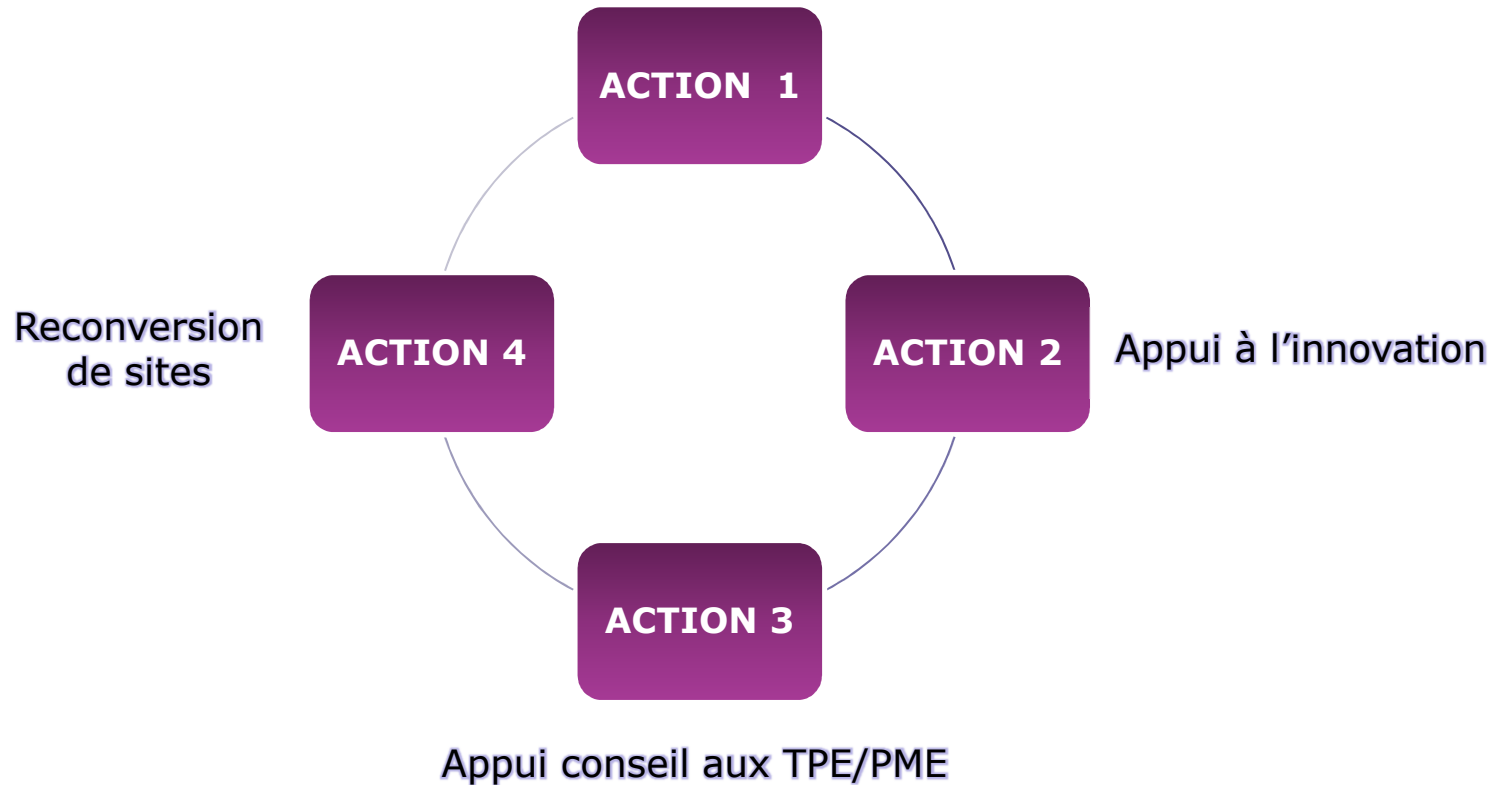 ACTION 1
Reconversion
de sites
ACTION 4
ACTION 2
Appui à l’innovation
ACTION 3
Appui conseil aux TPE/PME